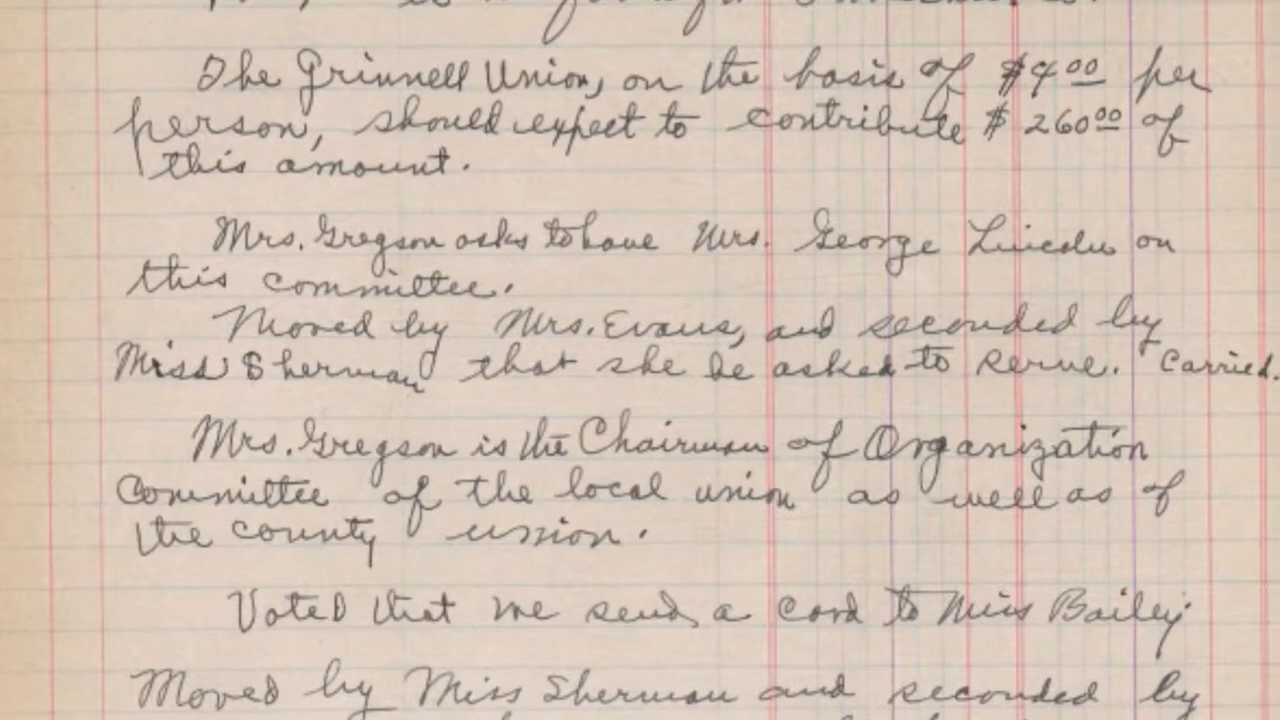 The Grinnell Union, on the basis of $4.00 per
person, should expect to contribute $260.00 of
this amount.
Mrs. Gregson asks to have Mrs. George Lincoln on
this committee.
Moved by Mrs. Evans, and seconded by
Miss Sherman that she be asked to serve. Carried.
Mrs. Gregson is the Chairman of Organization
Committee of the local union as well as of
the county union.
Voted that we send a card to Miss Bailey
Moved by Miss Sherman and seconded by